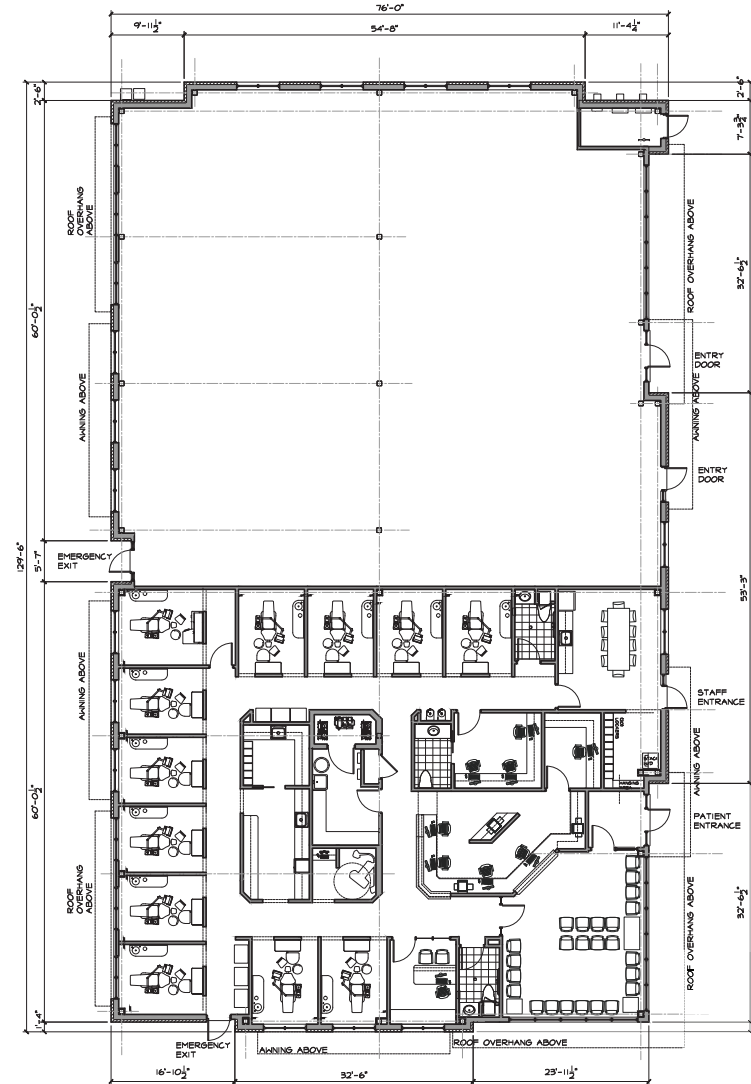 76'-0"
9'-11½"
54'-8"
11'-4¼"
2'-6"
2'-6"
7'-3¾"
ROOF
OVERHANG
ABOVE
ROOF OVERHANG ABOVE
32'-6½"
60'-0½"
ENTRY
DOOR
AWNING ABOVE
AWNING ABOVE
ENTRY
DOOR
129'-6"
5'-7"
EMERGENCY
EXIT
53'-3"
AWNING ABOVE
STAFF
ENTRANCE
AWNING ABOVE
60'-0½"
PATIENT
ENTRANCE
ROOF
OVERHANG
ABOVE
ROOF OVERHANG ABOVE
32'-6½"
1'-4"
EMERGENCY
EXIT
AWNING ABOVE
ROOF OVERHANG ABOVE
16'-10½"
32'-6"
23'-11½"